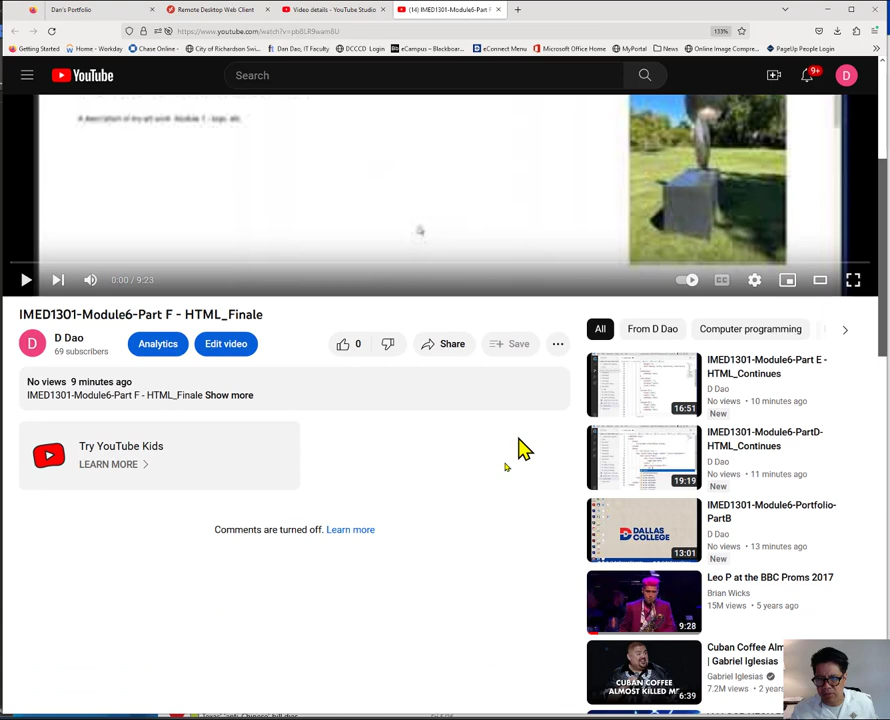 Dan's Portfolio
Remote Desktop Web Client
Video details - YouTube Studio
(14) IMED1301-Module6-Part F
https://www.youtube.com/watch?v=
133%
Getting Started
Home - Workday
Chase Online
City of Richardson Swi...
Dan Dao, IT Faculty
DCCCD
eCampus - Blackboar...
eConnect Menu
Microsoft Office Home
MyPortal
News
Online Image Compre...
PageUp People Login
YouTube
Search
9+
D
0:00 / 9:23
CC
IMED1301-Module6-Part F - HTML_Finale
D
D Dao
69 subscribers
Analytics
Edit video
0
Share
Save
No views 9 minutes ago
IMED1301-Module6-Part F - HTML_Finale Show more
Try YouTube Kids
LEARN MORE
Comments are turned off. Learn more
All
From D Dao
Computer programming
16:51
IMED1301-Module6-Part E -
HTML_Continues
D Dao
No views • 10 minutes ago
New
19:19
IMED1301-Module6-PartD-
HTML_Continues
D Dao
No views • 11 minutes ago
New
DALLAS
COLLEGE
13:01
IMED1301-Module6-Portfolio-
PartB
D Dao
No views • 13 minutes ago
New
9:28
Leo P at the BBC Proms 2017
Brian Wicks
15M views • 5 years ago
CUBAN COFFEE
ALMOST KILLED M
6:39
Cuban Coffee Alm
| Gabriel Iglesias
Gabriel Iglesias
7.2M views • 2 years